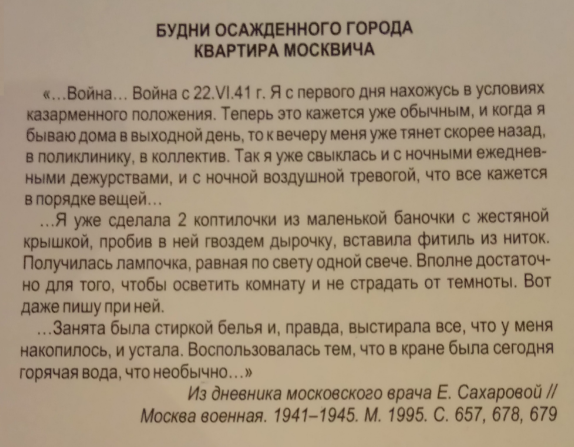 БУДНИ ОСАЖДЕННОГО ГОРОДА
КВАРТИРА МОСКВИЧА
«...Война... Война с 22.VI.41 г. Я с первого дня нахожусь в условиях
казарменного положения. Теперь это кажется уже обычным, и когда я
бываю дома в выходной день, то к вечеру меня уже тянет скорее назад,
в поликлинику, в коллектив. Так я уже свыклась и с ночными ежеднев-
ными дежурствами, и с ночной воздушной тревогой, что все кажется
в порядке вещей...
...Я уже сделала 2 коптилочки из маленькой баночки с жестяной
крышкой, пробив в ней гвоздем дырочку, вставила фитиль из ниток.
Получилась лампочка, равная по свету одной свече. Вполне достаточ-
но для того, чтобы осветить комнату и не страдать от темноты. Вот
даже пишу при ней.
...Занята была стиркой белья и, правда, выстирала все, что у меня
накопилось, и устала. Воспользовалась тем, что в кране была сегодня
горячая вода, что необычно...»
Из дневника московского врача Е. Сахаровой //
Москва военная. 1941–1945. М. 1995. С. 657, 678, 679